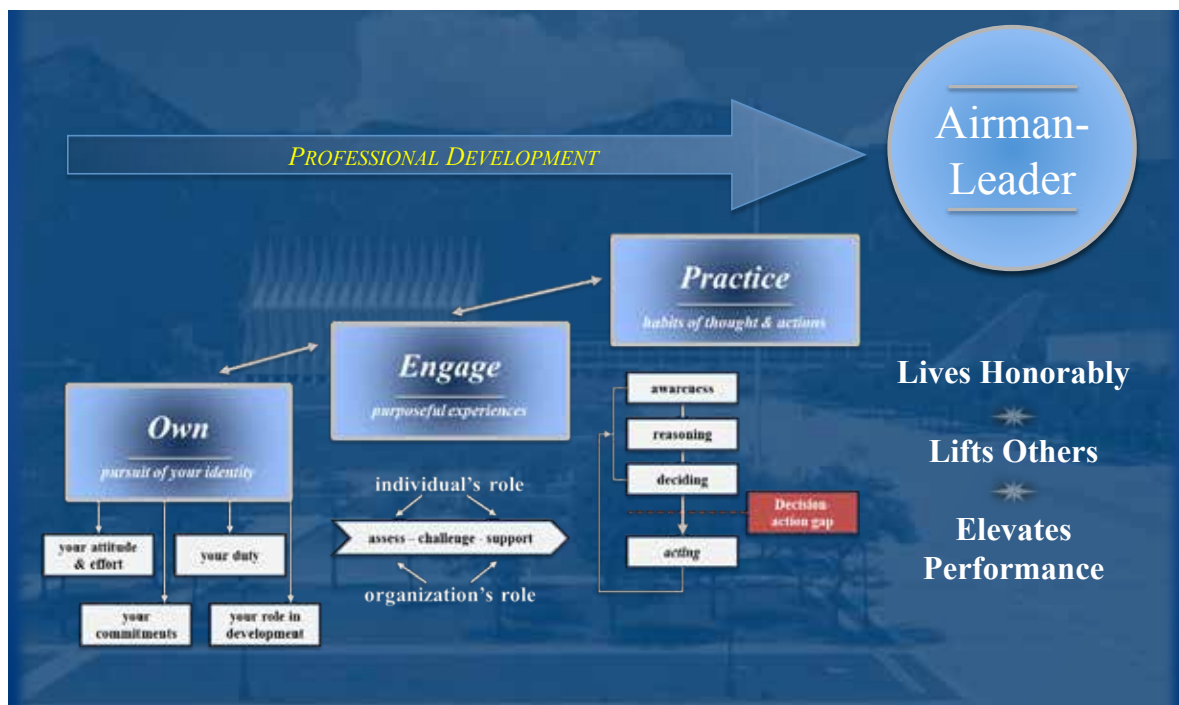 PROFESSIONAL DEVELOPMENT
Airman-
Leader
Practice
habits of thought & actions
Engage
purposeful experiences
Own
pursuit of your identity
your attitude
& effort
your duty
your
commitments
your role in
development
individual's role
assess - challenge - support
organization's role
awareness
reasoning
deciding
Decision
action gap
acting
Lives Honorably
Lifts Others
Elevates
Performance